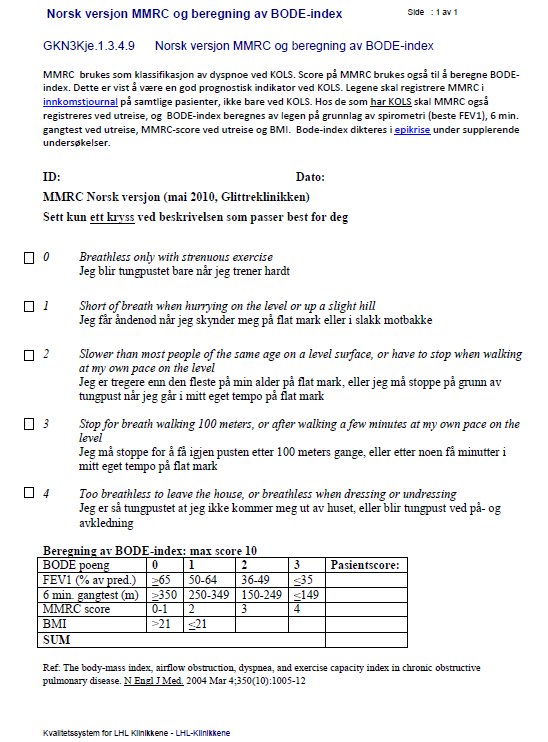 Norsk versjon MMRC og beregning av BODE-index
Side : 1 av 1
GKN3Kje.1.3.4.9 Norsk versjon MMRC og beregning av BODE-index
MMRC brukes som klassifikasjon av dyspnoe ved KOLS. Score på MMRC brukes også til å beregne BODE-
index. Dette er vist å være en god prognostisk indikator ved KOLS. Legene skal registrere MMRC i
innkomstjournal på samtlige pasienter, ikke bare ved KOLS. Hos de som har KOLS skal MMRC også
registreres ved utreise, og BODE-index beregnes av legen på grunnlag av spirometri (beste FEV1), 6 min.
gangtest ved utreise, MMRC-score ved utreise og BMI. Bode-index dikteres i epikrise under supplerende
undersøkelser.
ID: Dato:
MMRC Norsk versjon (mai 2010, Glittreklinikken)
Sett kun ett kryss ved beskrivelsen som passer best for deg
0 Breathless only with strenuous exercise
Jeg blir tungpustet bare når jeg trener hardt
1 Short of breath when hurrying on the level or up a slight hill
Jeg får åndenød når jeg skynder meg på flat mark eller i slakk motbakke
2 Slower than most people of the same age on a level surface, or have to stop when walking
at my own pace on the level
Jeg er tregere enn den fleste på min alder på flat mark, eller jeg må stoppe på grunn av
tungpust når jeg går i mitt eget tempo på flat mark
3 Stop for breath walking 100 meters, or after walking a few minutes at my own pace on the
level
Jeg må stoppe for å få igjen pusten etter 100 meters gange, eller etter noen få minutter i
mitt eget tempo på flat mark
4 Too breathless to leave the house, or breathless when dressing or undressing
Jeg er så tungpustet at jeg ikke kommer meg ut av huset, eller blir tungpust ved på- og
avkledning
Beregning av BODE-index: max score 10
BODE poeng 0 1 2 3 Pasientscore:
FEV1 (% av pred.) ≥65 50-64 36-49 ≤35
6 min. gangtest (m) ≥350 250-349 150-249 ≤149
MMRC score 0-1 2 3 4
BMI >21 ≤21
SUM
Ref: The body-mass index, airflow obstruction, dyspnea, and exercise capacity index in chronic obstructive
pulmonary disease. N Engl J Med. 2004 Mar 4;350(10):1005-12
Kvalitetssystem for LHL Klinikkene - LHL-Klinikkene